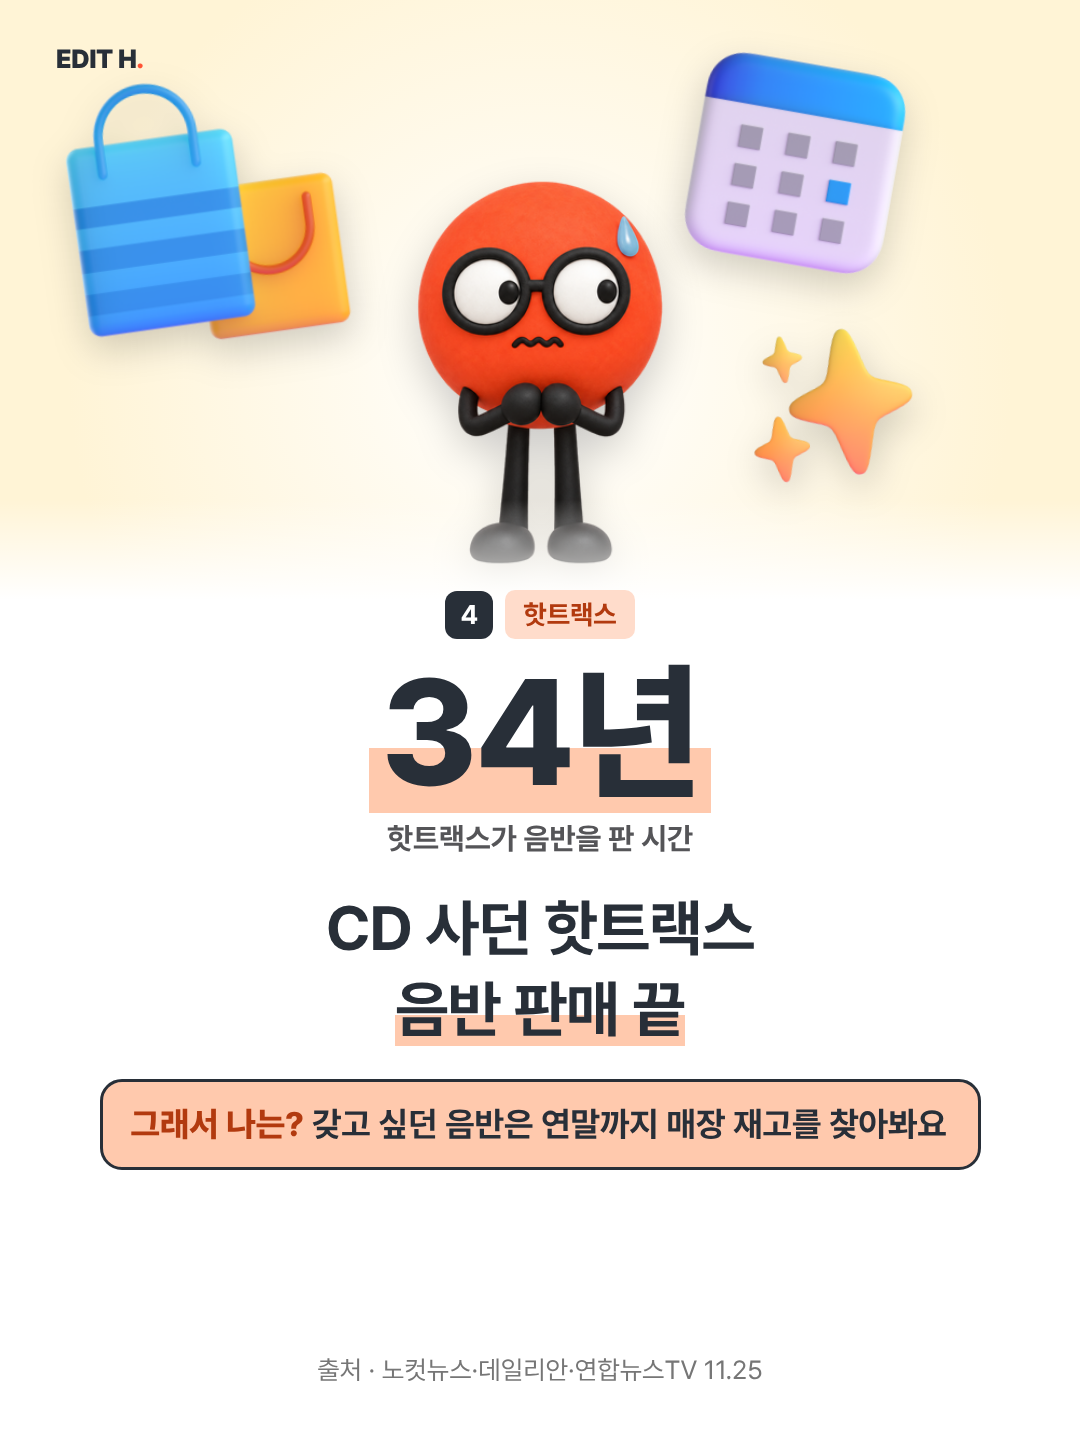 EDIT H.
4 핫트랙스
34년
핫트랙스가 음반을 판 시간
CD 사던 핫트랙스
음반 판매 끝
그래서 나는? 갖고 싶던 음반은 연말까지 매장 재고를 찾아봐요
출처 · 노컷뉴스·데일리안·연합뉴스TV 11.25